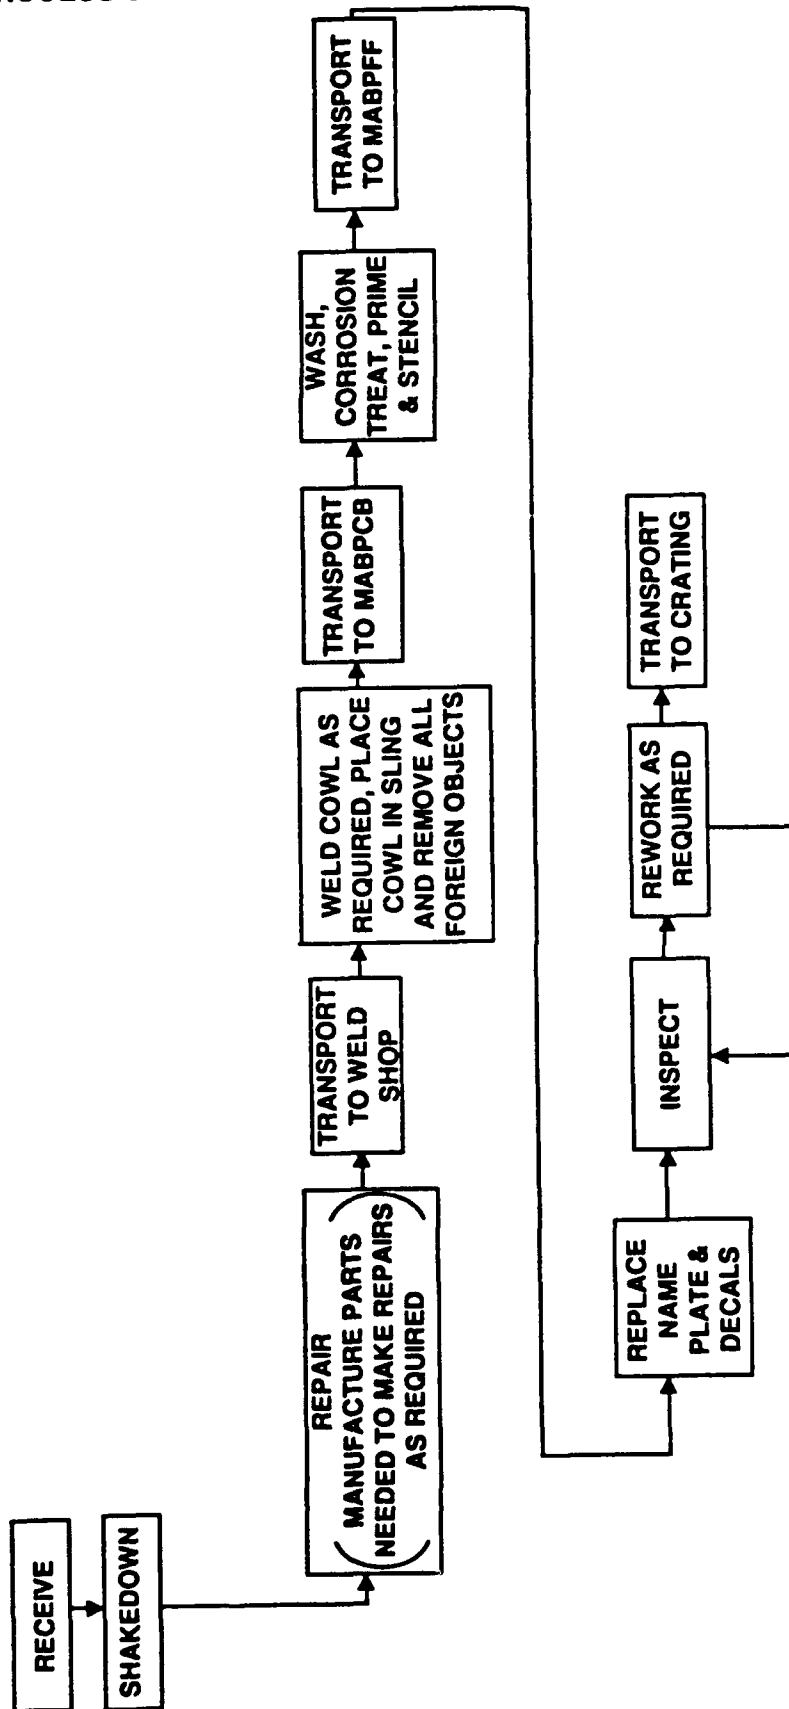 RECEIVE
SHAKEDOWN
REPAIR
(MANUFACTURE PARTS
NEEDED TO MAKE REPAIRS)
AS REQUIRED
TRANSPORT
TO WELD
SHOP
WELD COWL AS
REQUIRED, PLACE
COWL IN SLING
AND REMOVE ALL
FOREIGN OBJECTS
TRANSPORT
TO MABPCB
WASH,
CORROSION
TREAT, PRIME
& STENCIL
TRANSPORT
TO MABPFF
REPLACE
NAME
PLATE &
DECALS
INSPECT
REWORK AS
REQUIRED
TRANSPORT
TO CRATING